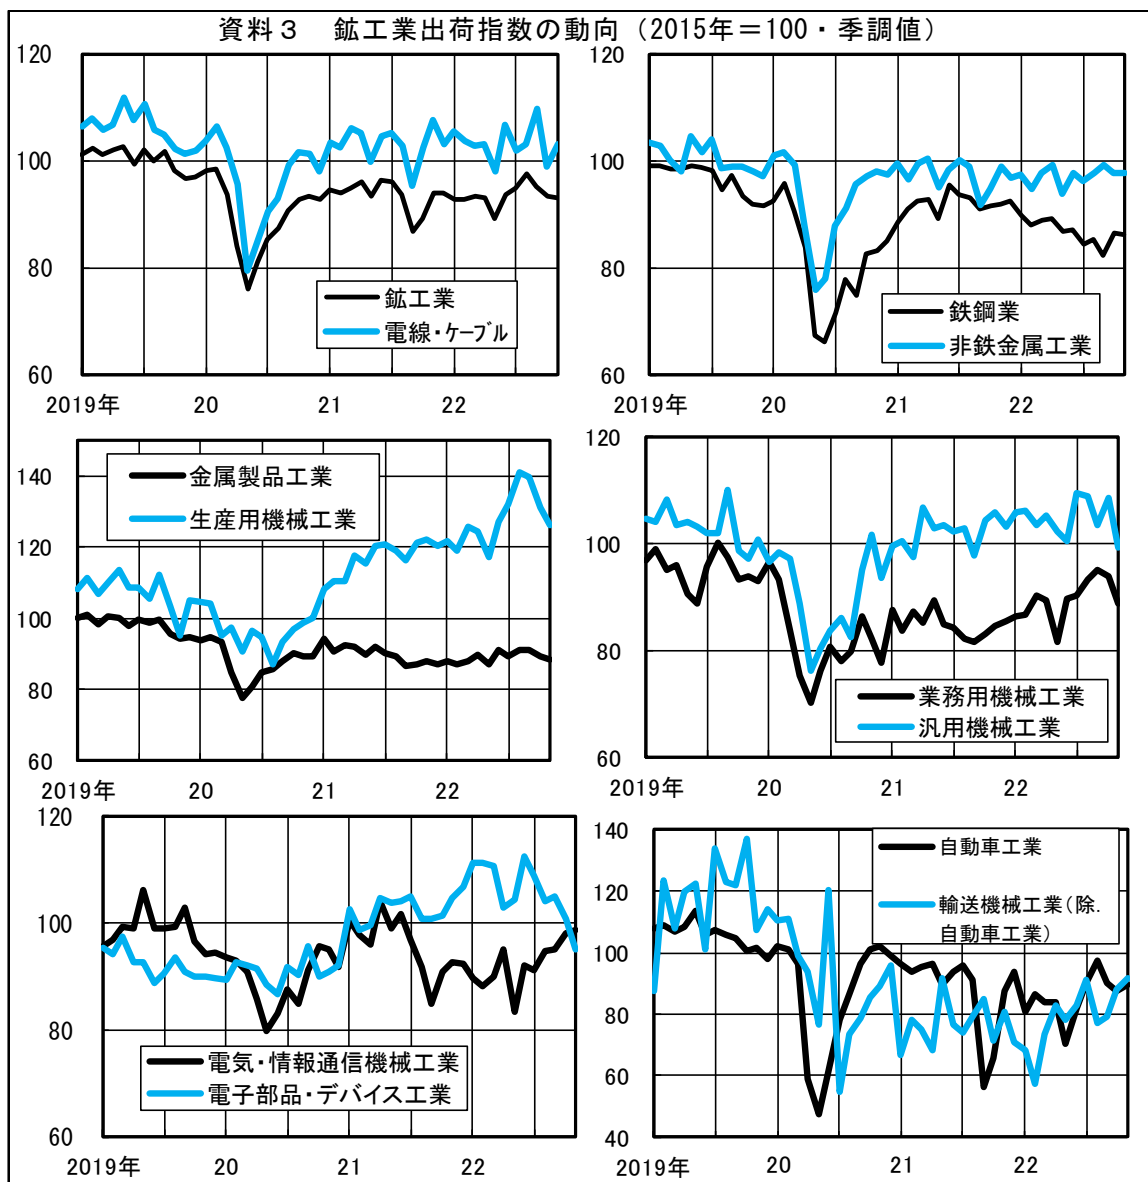 資料３　鉱工業出荷指数の動向（2015年＝100・季調値）
120
100
80
60
鉱工業
電線・ケーブル
2019年 20 21 22
120
100
80
60
鉄鋼業
非鉄金属工業
2019年 20 21 22
140
120
100
80
60
金属製品工業
生産用機械工業
2019年 20 21 22
120
100
80
60
業務用機械工業
汎用機械工業
2019年 20 21 22
120
100
80
60
電気・情報通信機械工業
電子部品・デバイス工業
2019年 20 21 22
140
120
100
80
60
40
自動車工業
輸送機械工業（除．
自動車工業）
2019年 20 21 22